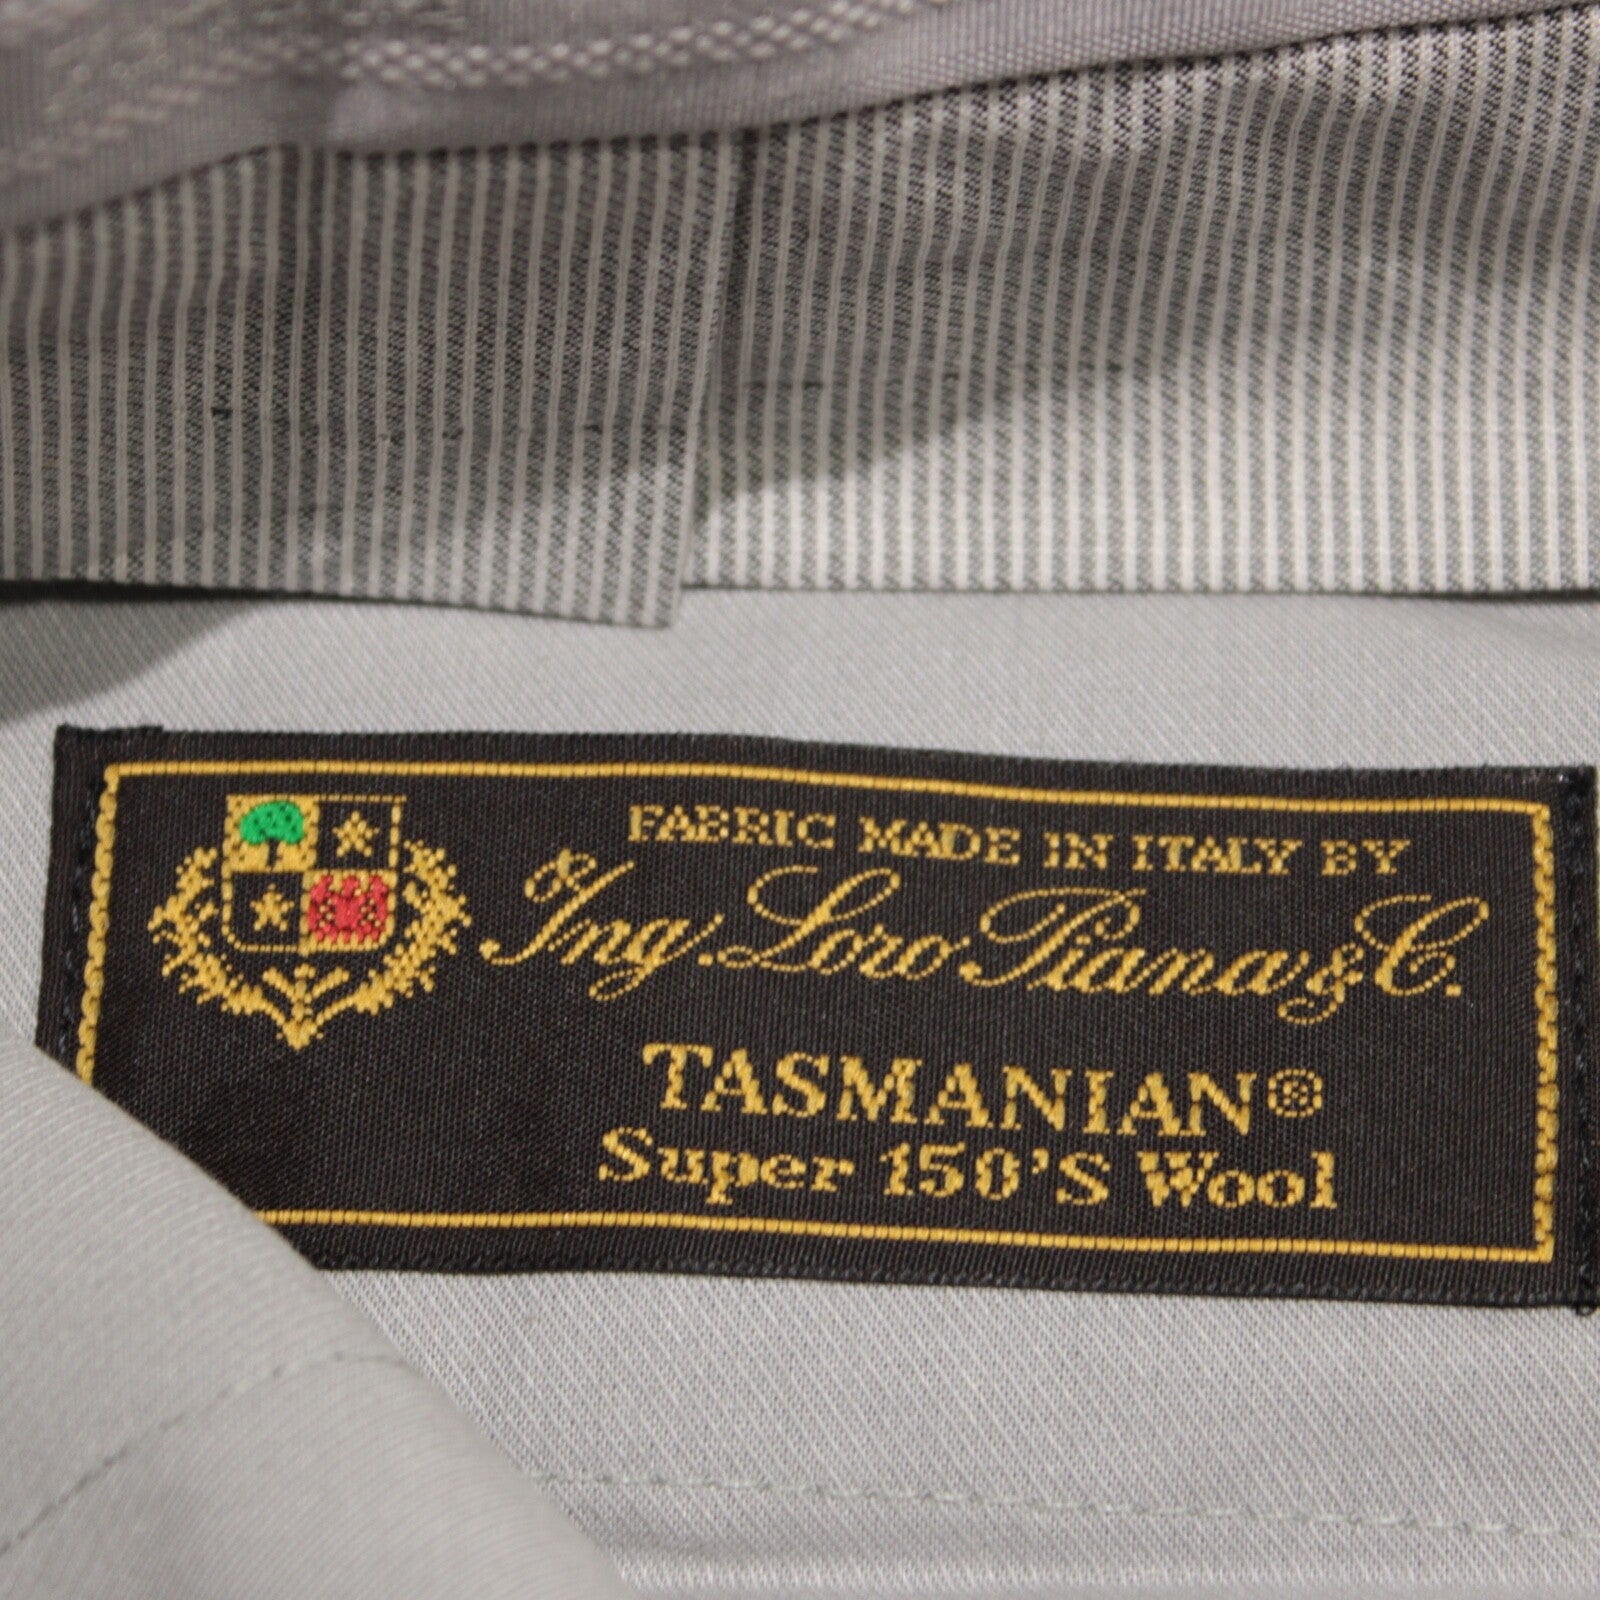 FABRIC MADE IN ITALY BY
Ing. Loro Piana & C.
TASMANIAN®
Super 150'S Wool